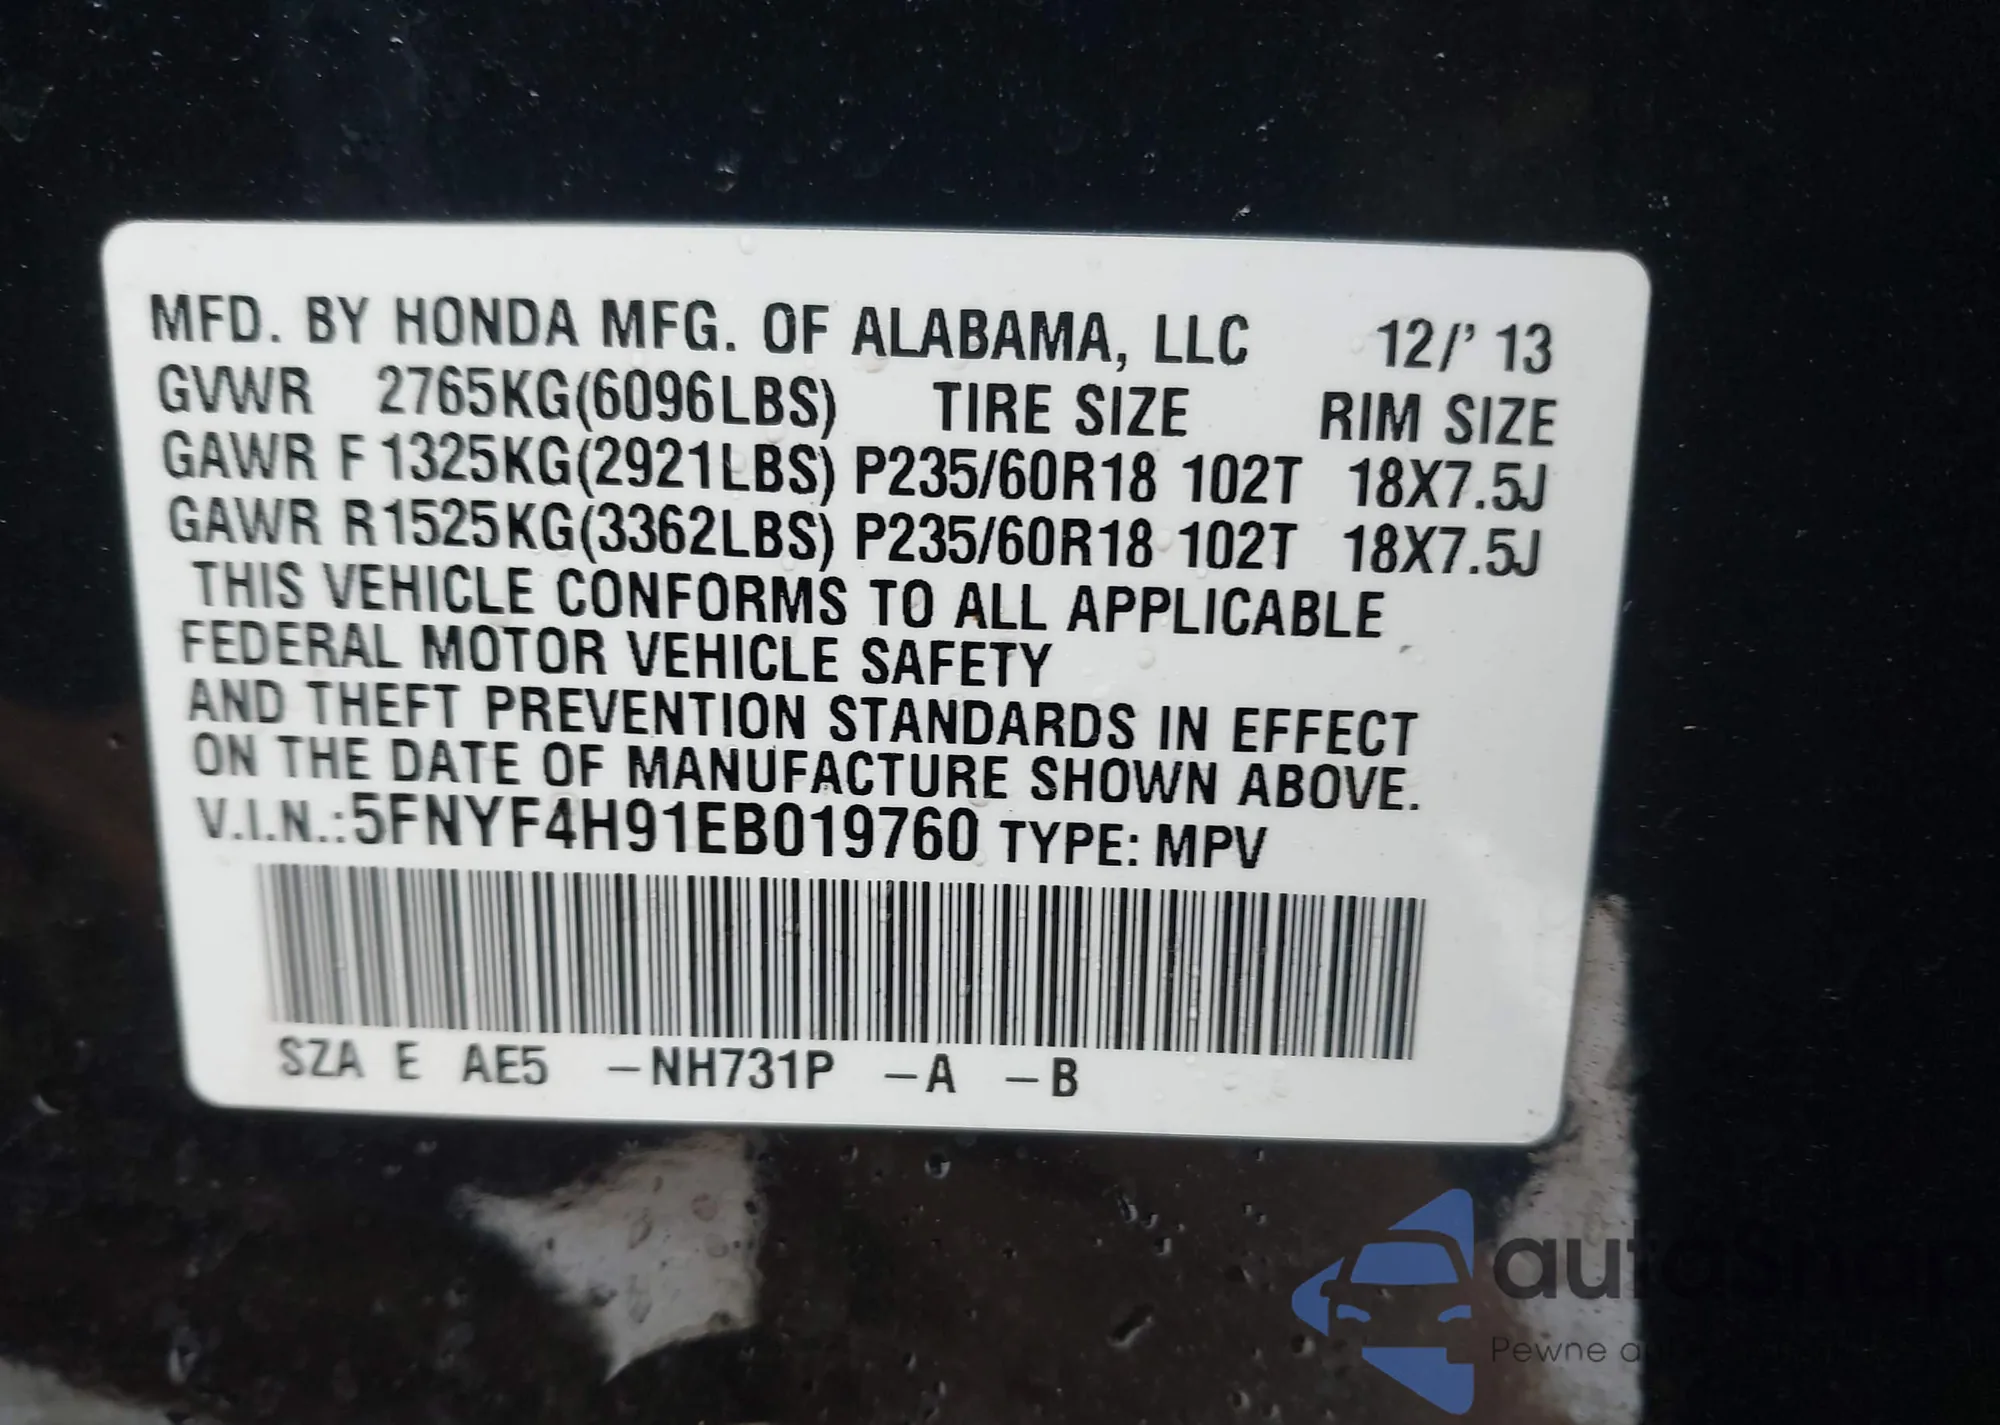 MFD. BY HONDA MFG. OF ALABAMA, LLC 12/' 13
GVWR 2765KG(6096LBS) TIRE SIZE RIM SIZE
GAWR F 1325KG(2921LBS) P235/60R18 102T 18X7.5J
GAWR R 1525KG(3362LBS) P235/60R18 102T 18X7.5J
THIS VEHICLE CONFORMS TO ALL APPLICABLE
FEDERAL MOTOR VEHICLE SAFETY
AND THEFT PREVENTION STANDARDS IN EFFECT
ON THE DATE OF MANUFACTURE SHOWN ABOVE.
V.I.N.:5FNYF4H91EB019760 TYPE: MPV
SZA E AE5 –NH731P –A –B
Pewne